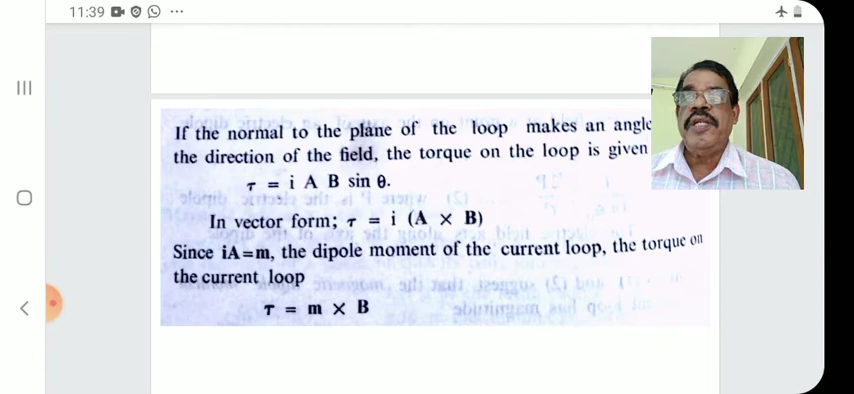 11:39
If the normal to the plane of the loop makes an angle
the direction of the field, the torque on the loop is given
τ = i A B sin θ.
In vector form; τ = i (A × B)
Since iA=m, the dipole moment of the current loop, the torque on
the current loop
τ = m × B